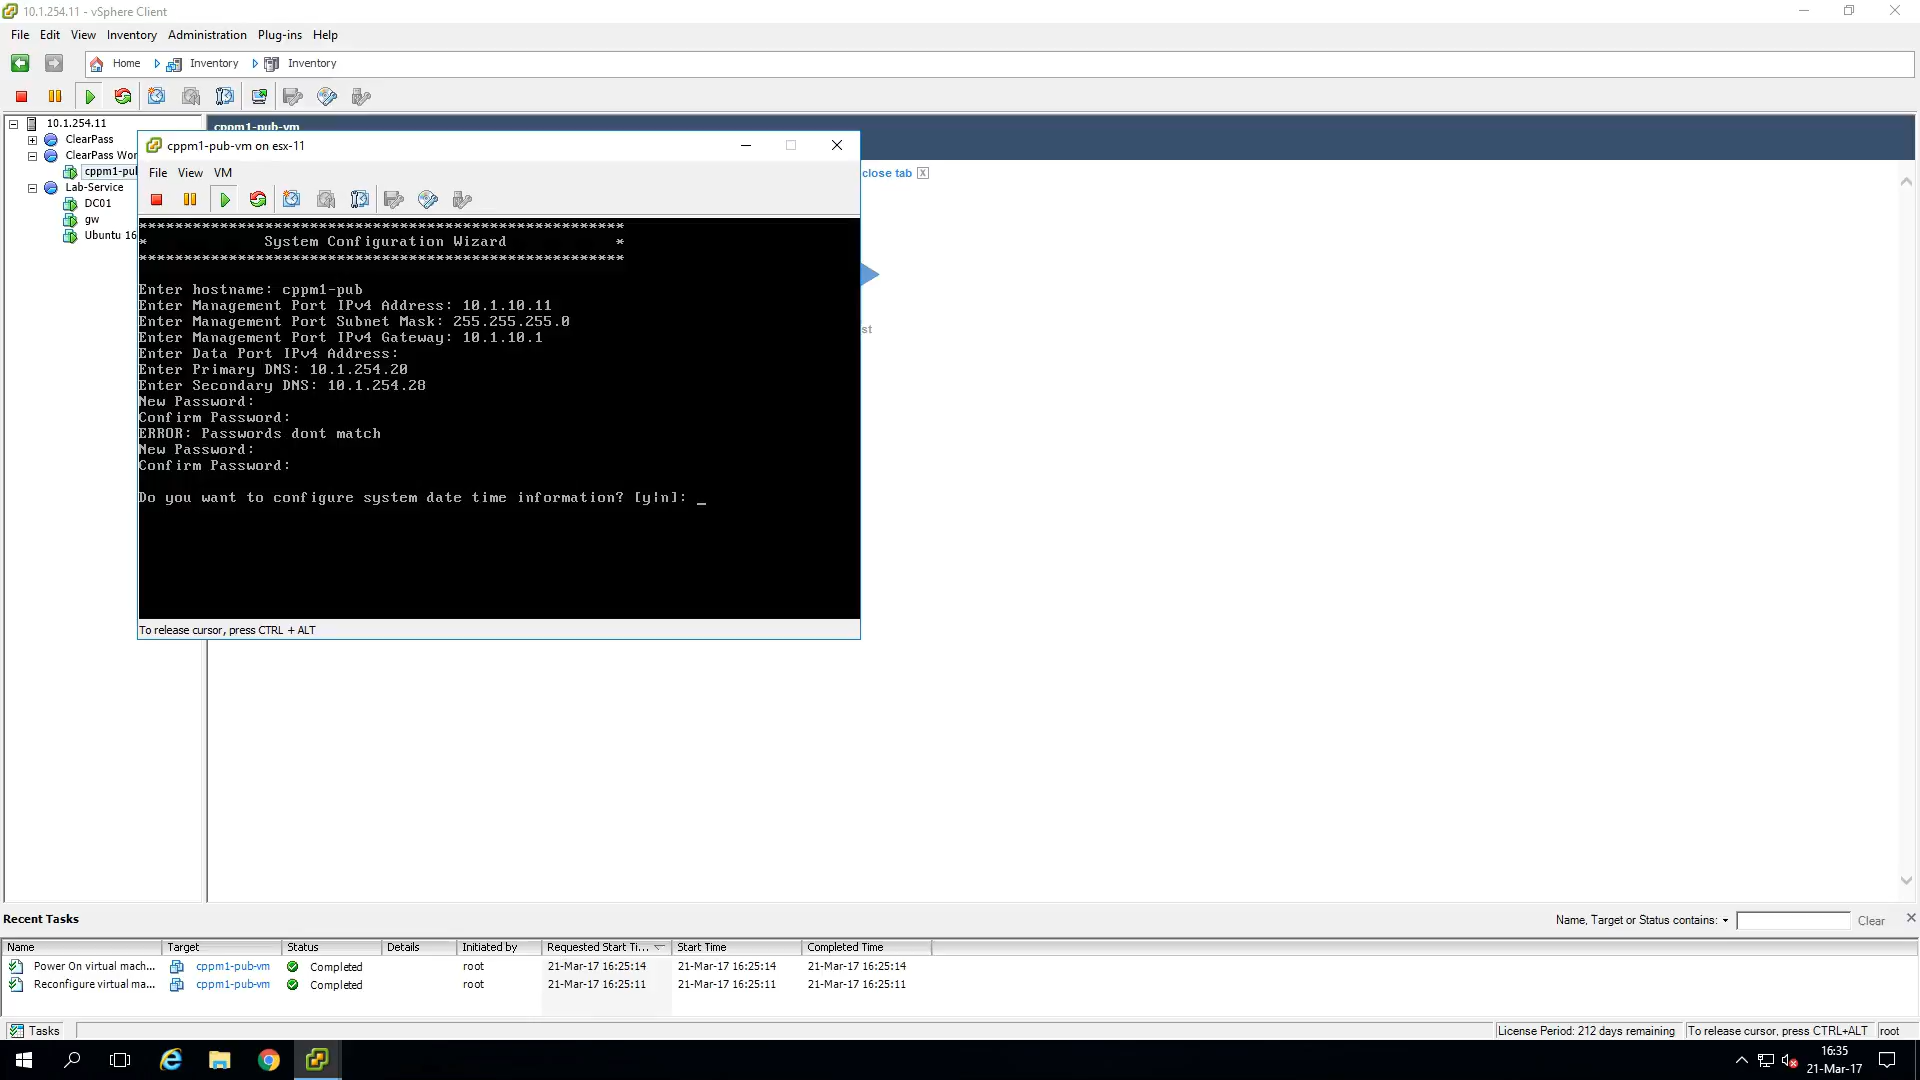 10.1.254.11 - vSphere Client
File Edit View Inventory Administration Plug-ins Help
Home Inventory Inventory
10.1.254.11
ClearPass
ClearPass Wor
cppm1-pul
Lab-Service
DC01
gw
Ubuntu 16
cppm1-pub-vm
close tab X
st
cppm1-pub-vm on esx-11
File View VM
******************************************************
* System Configuration Wizard *
******************************************************
Enter hostname: cppm1-pub
Enter Management Port IPv4 Address: 10.1.10.11
Enter Management Port Subnet Mask: 255.255.255.0
Enter Management Port IPv4 Gateway: 10.1.10.1
Enter Data Port IPv4 Address:
Enter Primary DNS: 10.1.254.20
Enter Secondary DNS: 10.1.254.28
New Password:
Confirm Password:
ERROR: Passwords dont match
New Password:
Confirm Password:
Do you want to configure system date time information? [y|n]: _
To release cursor, press CTRL + ALT
Recent Tasks
Name, Target or Status contains: Clear
Name Target Status Details Initiated by Requested Start Ti... Start Time Completed Time
Power On virtual mach... cppm1-pub-vm Completed root 21-Mar-17 16:25:14 21-Mar-17 16:25:14 21-Mar-17 16:25:14
Reconfigure virtual ma... cppm1-pub-vm Completed root 21-Mar-17 16:25:11 21-Mar-17 16:25:11 21-Mar-17 16:25:11
Tasks License Period: 212 days remaining To release cursor, press CTRL+ALT root
16:35
21-Mar-17